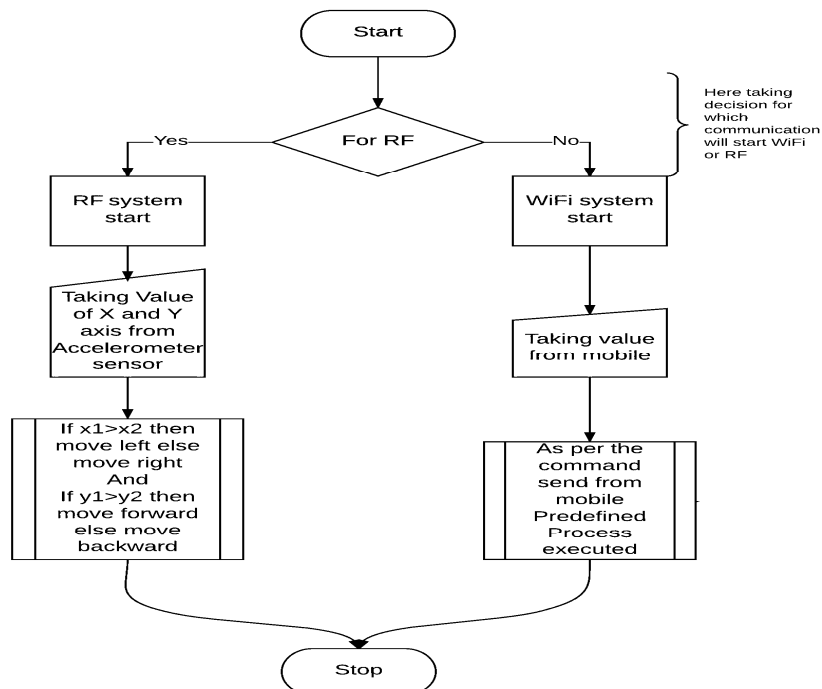 Start
For RF
Yes
No
Here taking
decision for
which
communication
will start WiFi
or RF
RF system
start
WiFi system
start
Taking Value
of X and Y
axis from
Accelerometer
sensor
Taking value
from mobile
If x1>x2 then
move left else
move right
And
If y1>y2 then
move forward
else move
backward
As per the
command
send from
mobile
Predefined
Process
executed
Stop